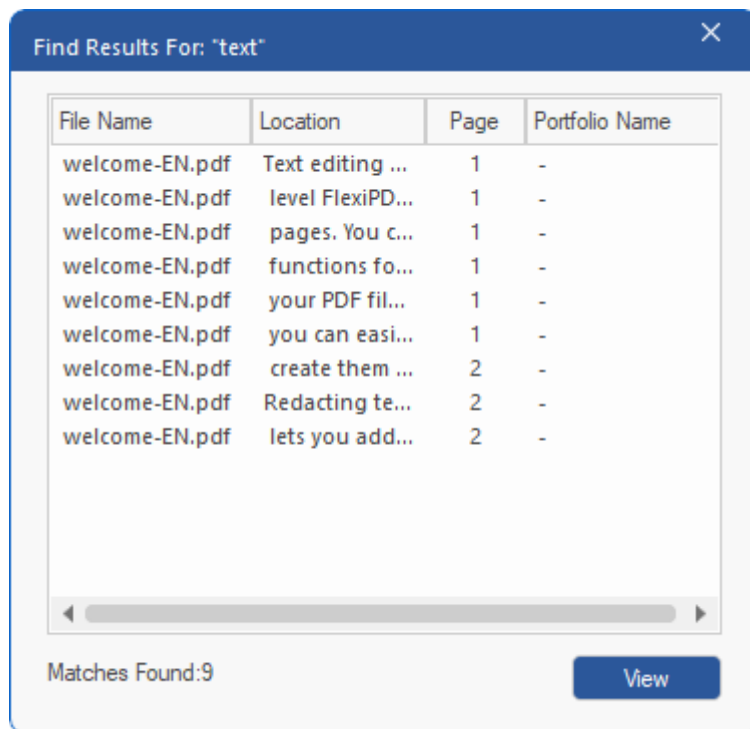 Find Results For: "text"
File Name Location Page Portfolio Name
welcome-EN.pdf Text editing ... 1 -
welcome-EN.pdf level FlexiPD... 1 -
welcome-EN.pdf pages. You c... 1 -
welcome-EN.pdf functions fo... 1 -
welcome-EN.pdf your PDF fil... 1 -
welcome-EN.pdf you can easi... 1 -
welcome-EN.pdf create them ... 2 -
welcome-EN.pdf Redacting te... 2 -
welcome-EN.pdf lets you add... 2 -
Matches Found:9 View